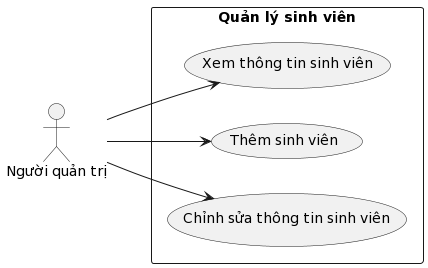 Quản lý sinh viên
Xem thông tin sinh viên
Thêm sinh viên
Người quản trị
Chỉnh sửa thông tin sinh viên